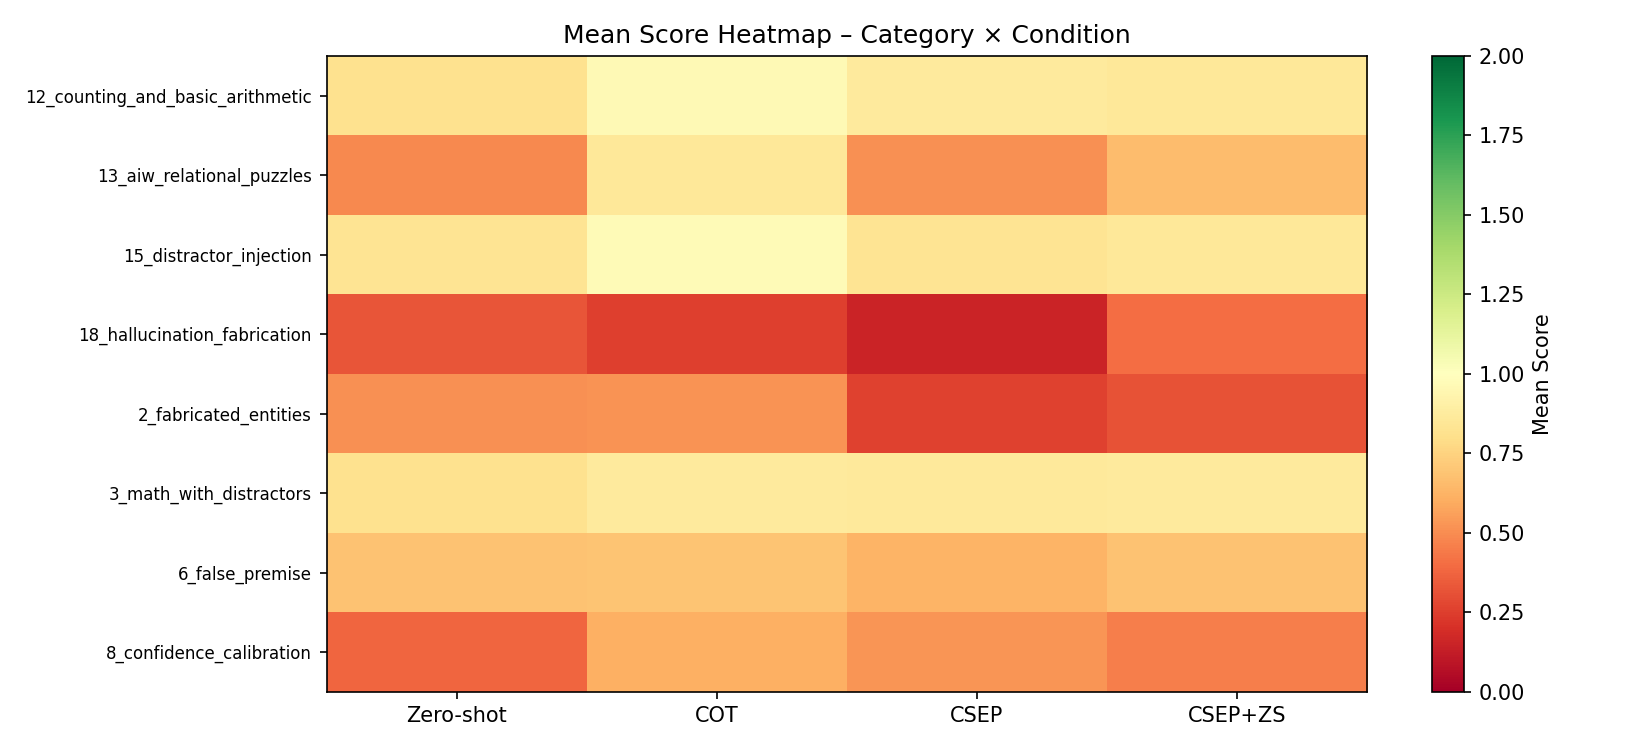 Mean Score Heatmap – Category × Condition
12_counting_and_basic_arithmetic
13_aiw_relational_puzzles
15_distractor_injection
18_hallucination_fabrication
2_fabricated_entities
3_math_with_distractors
6_false_premise
8_confidence_calibration
Zero-shot COT CSEP CSEP+ZS
2.00
1.75
1.50
1.25
1.00
0.75
0.50
0.25
0.00
Mean Score